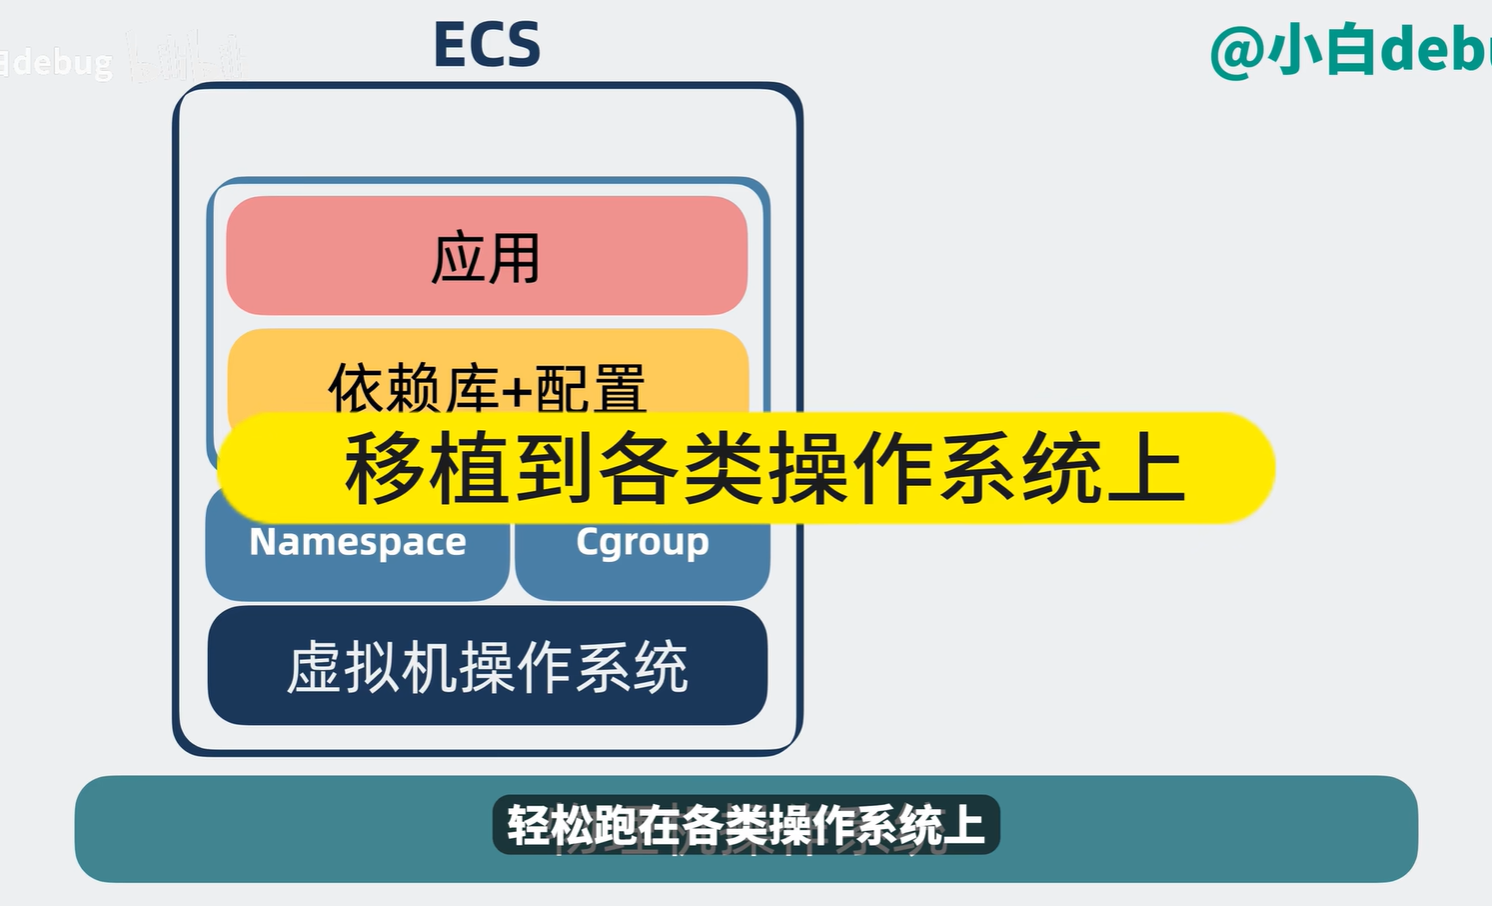 ECS
debug
@小白debu
应用
依赖库+配置
移植到各类操作系统上
Namespace
Cgroup
虚拟机操作系统
轻松跑在各类操作系统上